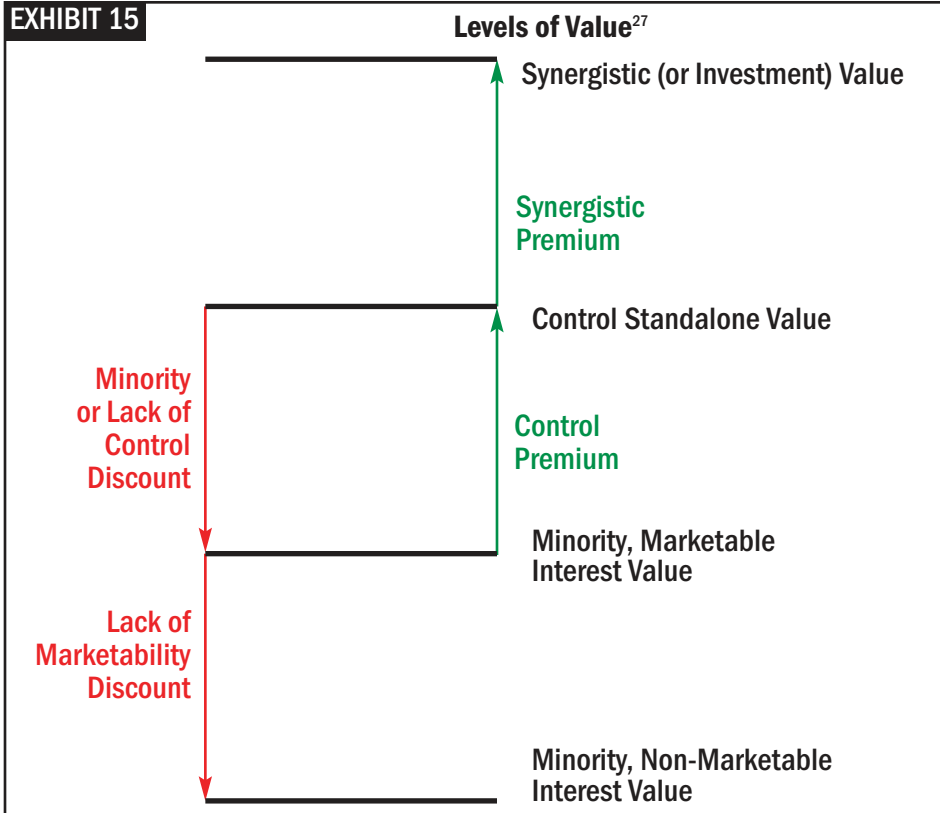 EXHIBIT 15
Levels of Value27
Synergistic (or Investment) Value
Synergistic
Premium
Control Standalone Value
Minority
or Lack of
Control
Discount
Control
Premium
Minority, Marketable
Interest Value
Lack of
Marketability
Discount
Minority, Non-Marketable
Interest Value